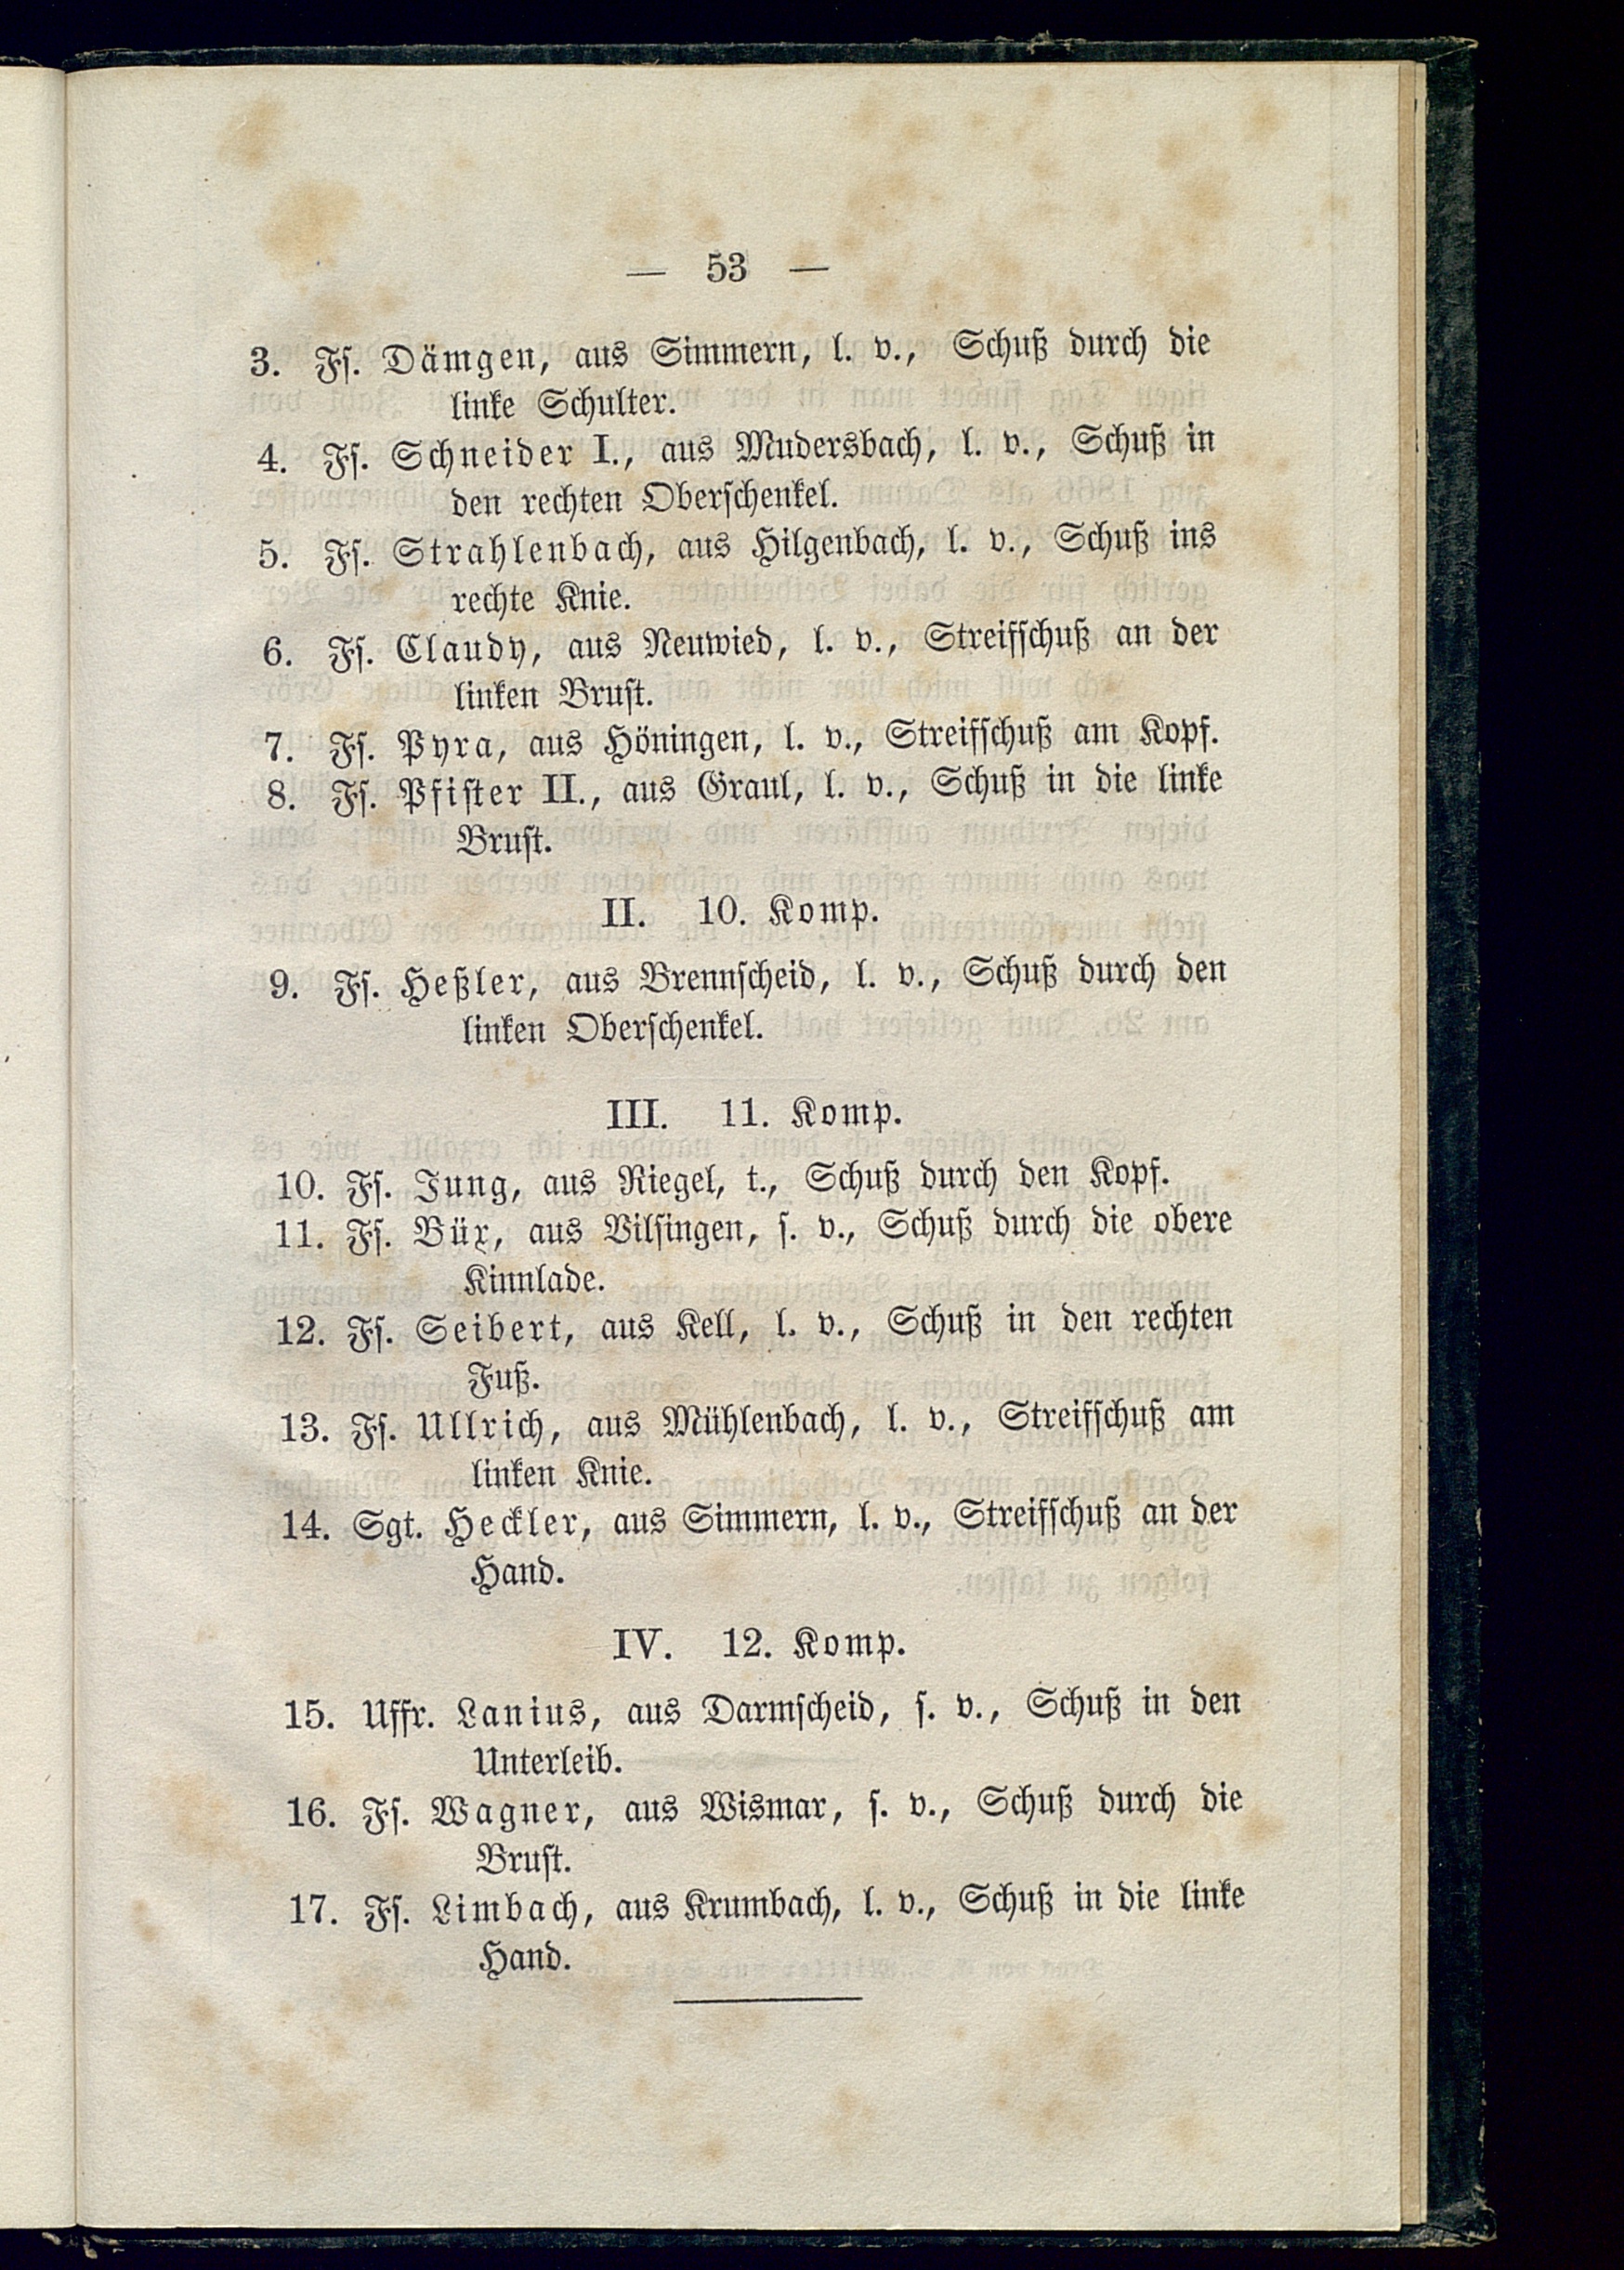 — 53 —
3. Fs. Dämgen, aus Simmern, l. v., Schuß durch die
linke Schulter.
4. Fs. Schneider I., aus Mudersbach, l. v., Schuß in
den rechten Oberschenkel.
5. Fs. Strahlenbach, aus Hilgenbach, l. v., Schuß ins
rechte Knie.
6. Fs. Claudy, aus Neuwied, l. v., Streifschuß an der
linken Brust.
7. Fs. Pyra, aus Höningen, l. v., Streifschuß am Kopf.
8. Fs. Pfister II., aus Graul, l. v., Schuß in die linke
Brust.
II. 10. Komp.
9. Fs. Heßler, aus Brennscheid, l. v., Schuß durch den
linken Oberschenkel.
III. 11. Komp.
10. Fs. Jung, aus Riegel, t., Schuß durch den Kopf.
11. Fs. Büx, aus Vilsingen, s. v., Schuß durch die obere
Kinnlade.
12. Fs. Seibert, aus Kell, l. v., Schuß in den rechten
Fuß.
13. Fs. Ullrich, aus Mühlenbach, l. v., Streifschuß am
linken Knie.
14. Sgt. Heckler, aus Simmern, l. v., Streifschuß an der
Hand.
IV. 12. Komp.
15. Uffr. Lanius, aus Darmscheid, s. v., Schuß in den
Unterleib.
16. Fs. Wagner, aus Wismar, s. v., Schuß durch die
Brust.
17. Fs. Limbach, aus Krumbach, l. v., Schuß in die linke
Hand.